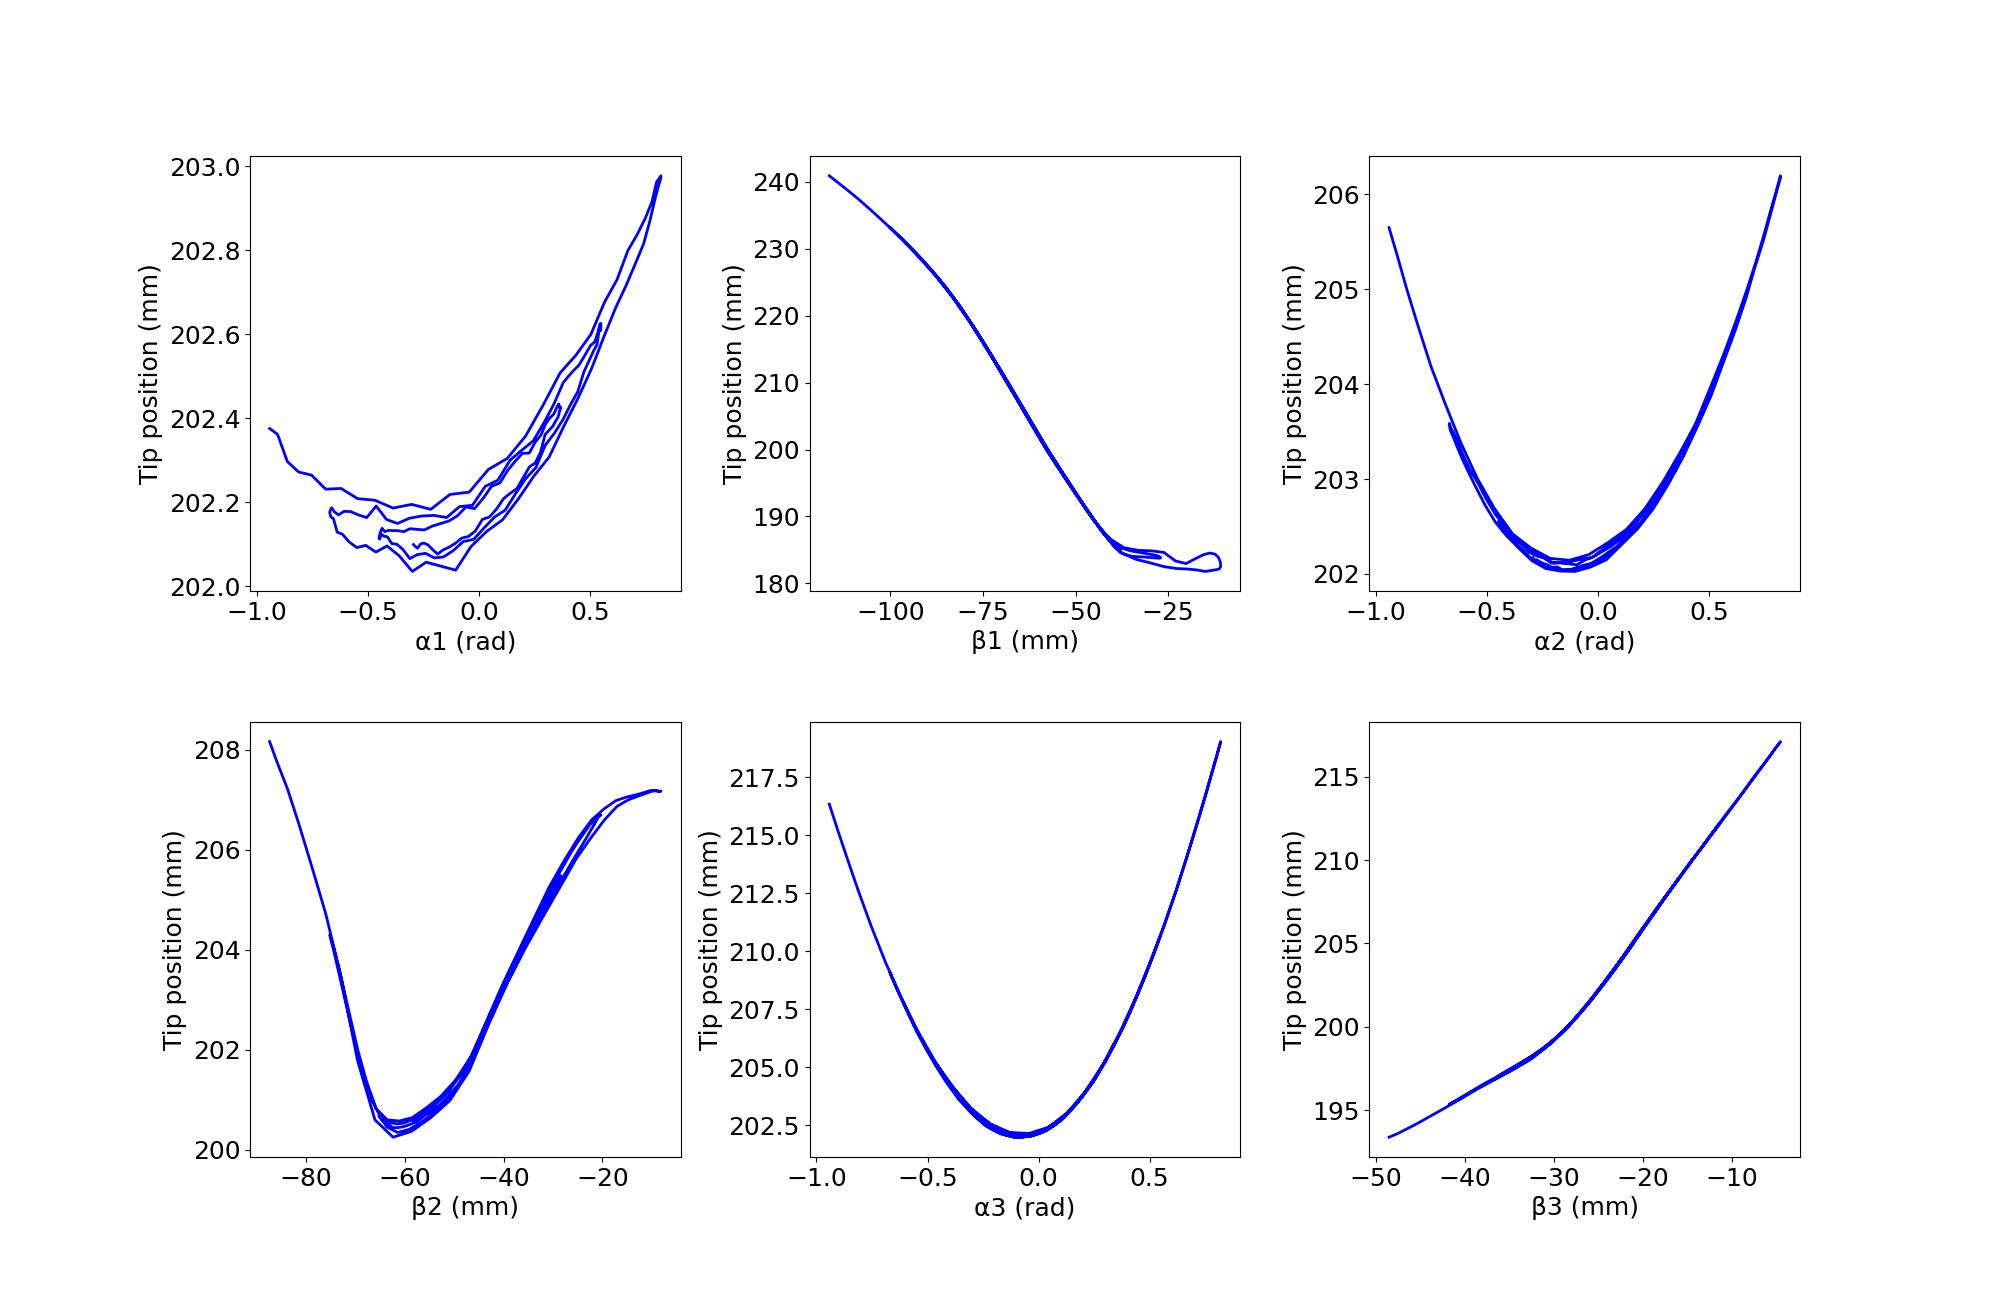 203.0
202.8
202.6
202.4
202.2
202.0
Tip position (mm)
−1.0 −0.5 0.0 0.5
α1 (rad)
240
230
220
210
200
190
180
Tip position (mm)
−100 −75 −50 −25
β1 (mm)
206
205
204
203
202
Tip position (mm)
−1.0 −0.5 0.0 0.5
α2 (rad)
208
206
204
202
200
Tip position (mm)
−80 −60 −40 −20
β2 (mm)
217.5
215.0
212.5
210.0
207.5
205.0
202.5
Tip position (mm)
−1.0 −0.5 0.0 0.5
α3 (rad)
215
210
205
200
195
Tip position (mm)
−50 −40 −30 −20 −10
β3 (mm)